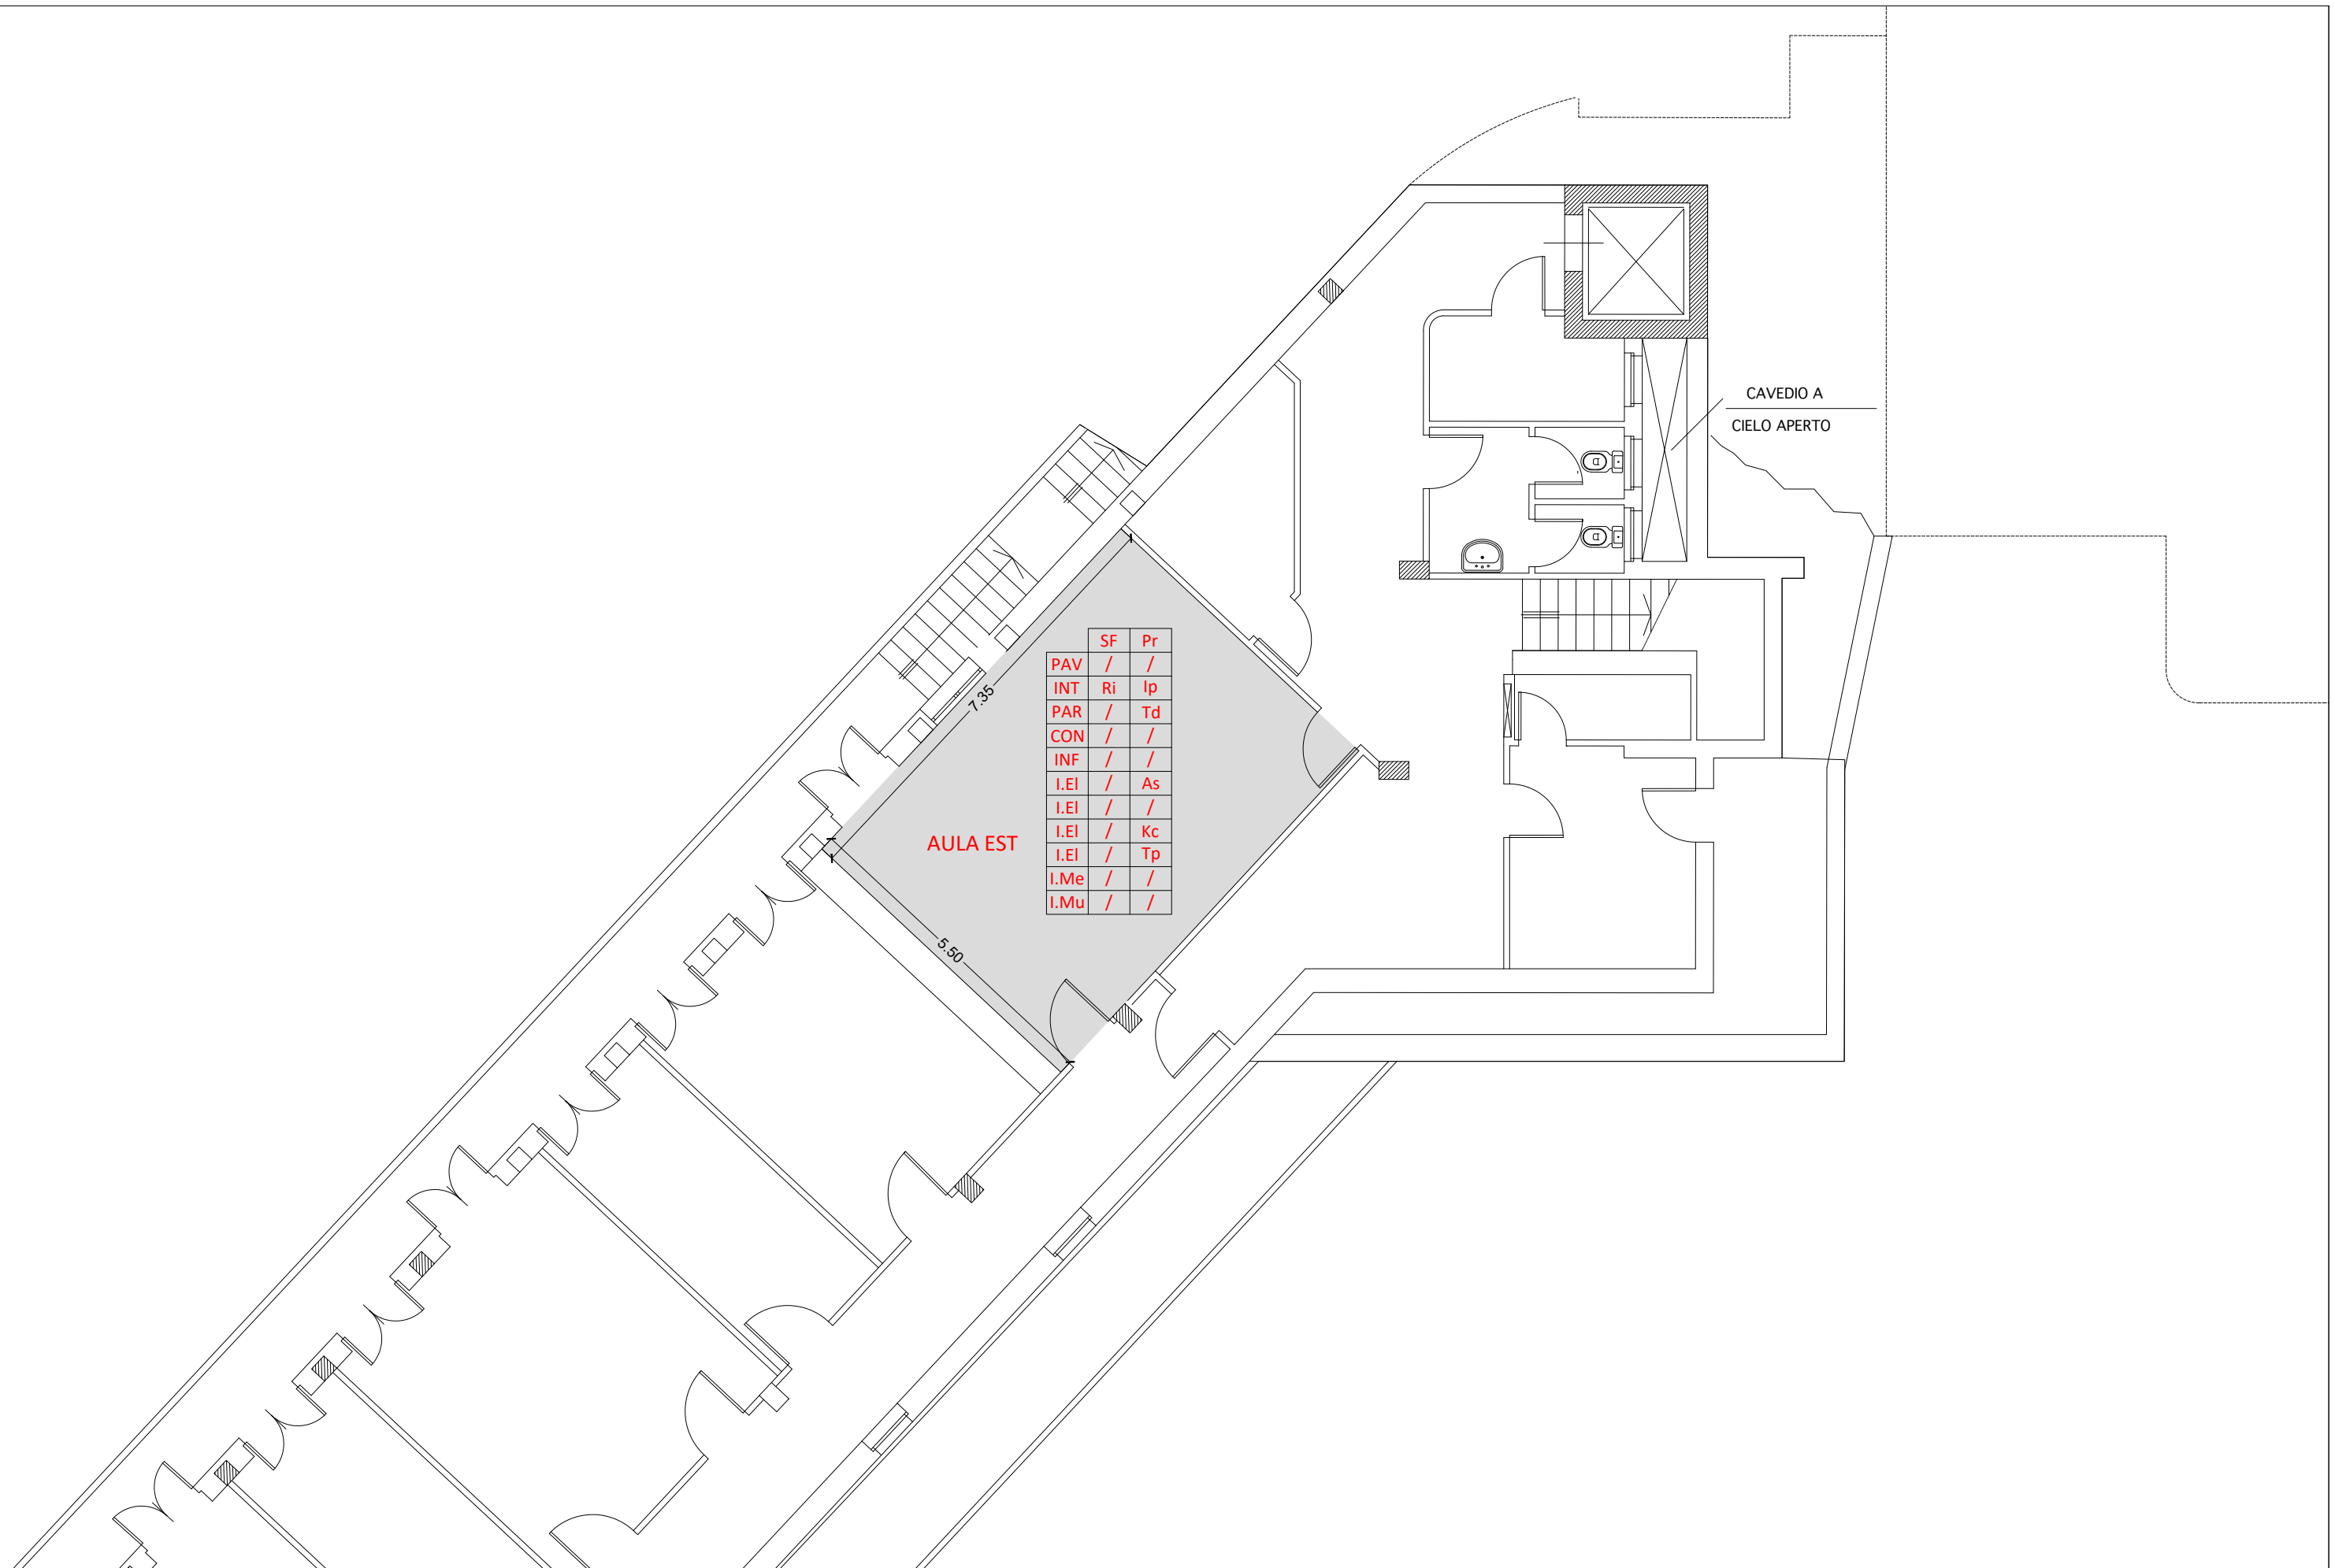 CAVEDIO A
CIELO APERTO
7.35
SF Pr
PAV / /
INT Ri Ip
PAR / Td
CON / /
INF / /
I.El / As
I.El / /
I.El / Kc
I.El / Tp
I.Me / /
I.Mu / /
AULA EST
5.50